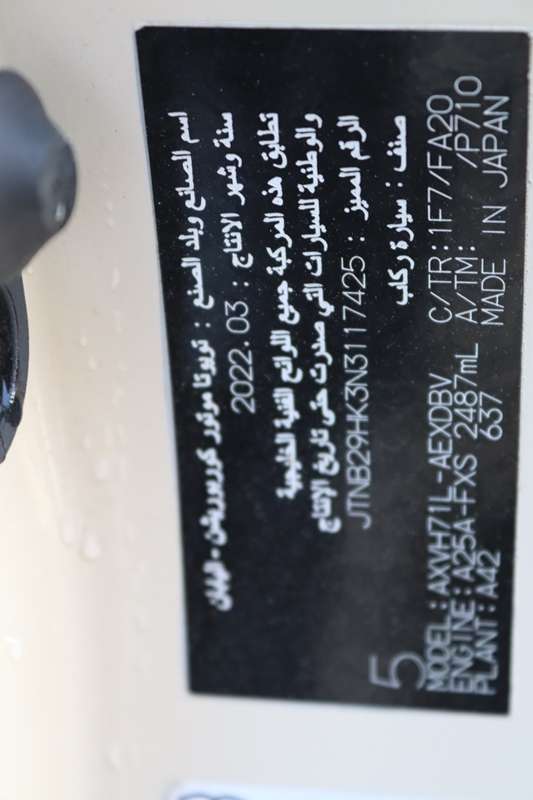 اسم الصانع وبلد الصنع : تويوتا موتور كوربوريشن - اليابان
سنة وشهر الانتاج : 2022.03
تطابق هذه المركبة جميع اللوائح الفنية الخليجية
والوطنية للسيارات التي صدرت حتى تاريخ الإنتاج
الرقم المميز : JTNB29HK3N3117425
صنف : سيارة ركاب
5
MODEL:AXVH71L-AEXDBV C/TR:1F7/FA20
ENGINE:A25A-FXS 2487mL A/TM: /P710
PLANT:A42 637 MADE IN JAPAN